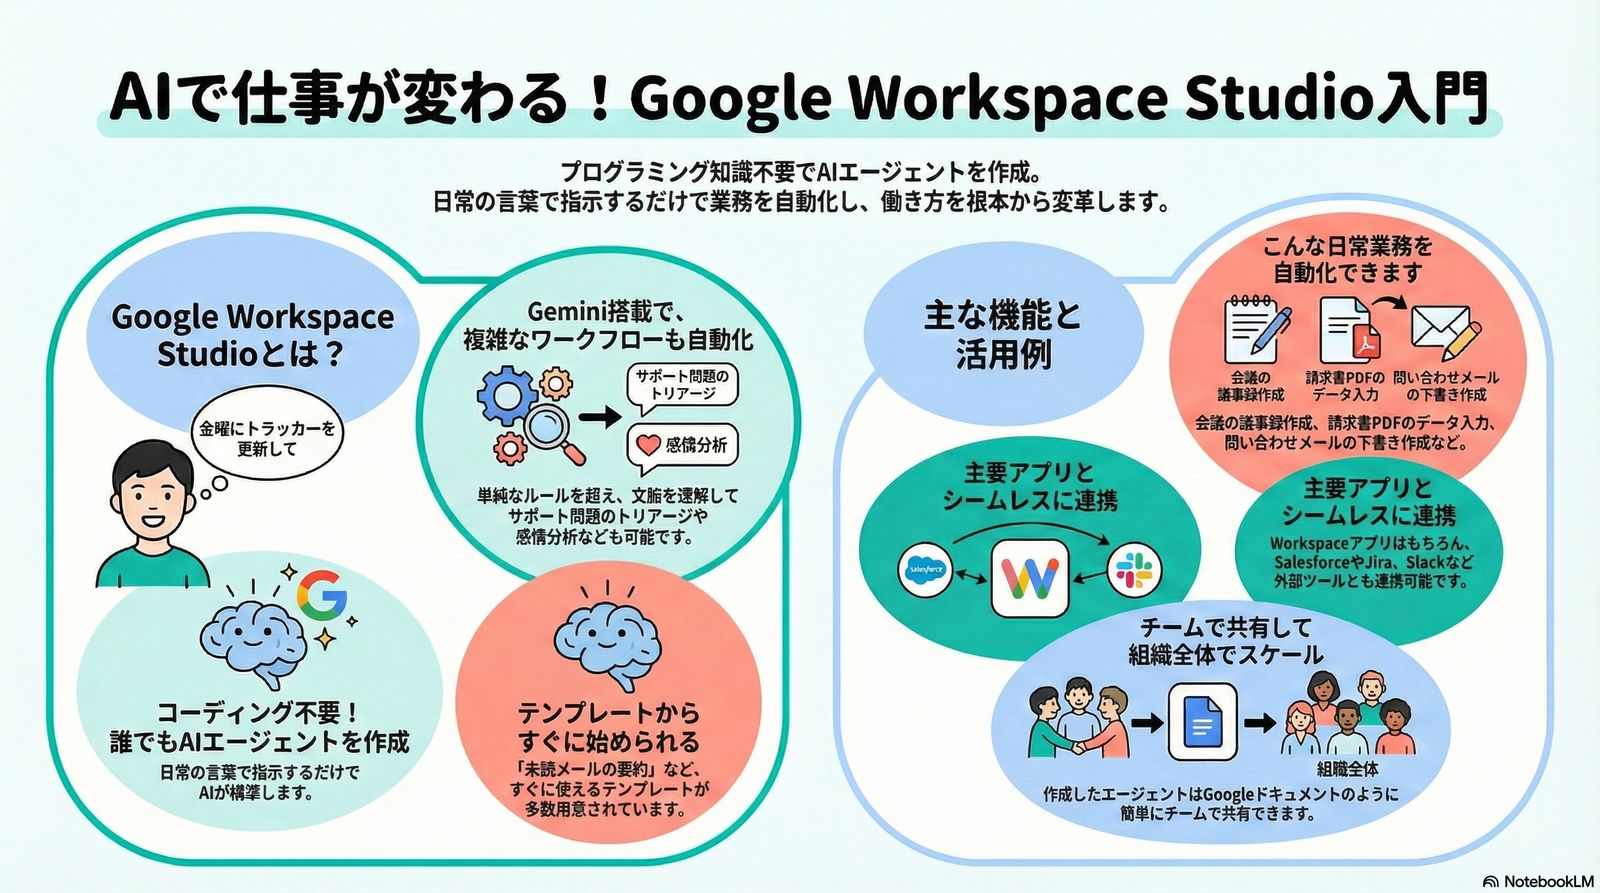 AIで仕事が変わる！Google Workspace Studio入門
プログラミング知識不要でAIエージェントを作成。
日常の言葉で指示するだけで業務を自動化し、働き方を根本から変革します。
Google Workspace
Studioとは？
金曜にトラッカーを
更新して
Gemini搭載で、
複雑なワークフローも自動化
サポート問題の
トリアージ
感情分析
単純なルールを超え、文脈を理解して
サポート問題のトリアージや
感情分析なども可能です。
コーディング不要！
誰でもAIエージェントを作成
日常の言葉で指示するだけで
AIが構準します。
テンプレートから
すぐに始められる
「未読メールの要約」など、
すぐに使えるテンプレートが
多数用意されています。
主な機能と
活用例
こんな日常業務を
自動化できます
会議の
議事録作成
請求書PDFの
データ入力
問い合わせメール
の下書き作成
会議の議事録作成、請求書PDFのデータ入力、
問い合わせメールの下書き作成など。
主要アプリと
シームレスに連携
salesforce
主要アプリと
シームレスに連携
Workspaceアプリはもちろん、
SalesforceやJira、Slackなど
外部ツールとも連携可能です。
チームで共有して
組織全体でスケール
組職全体
作成したエージェントはGoogleドキュメントのように
簡単にチームで共有できます。
NotebookLM